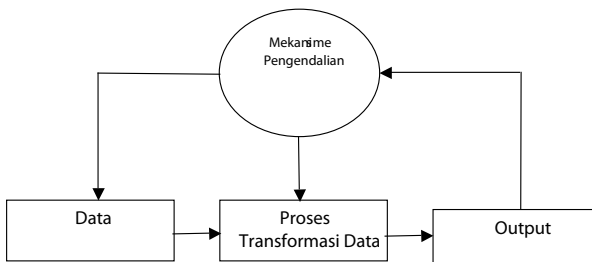 Mekanisme
Pengendalian
Data
Proses
Transformasi Data
Output